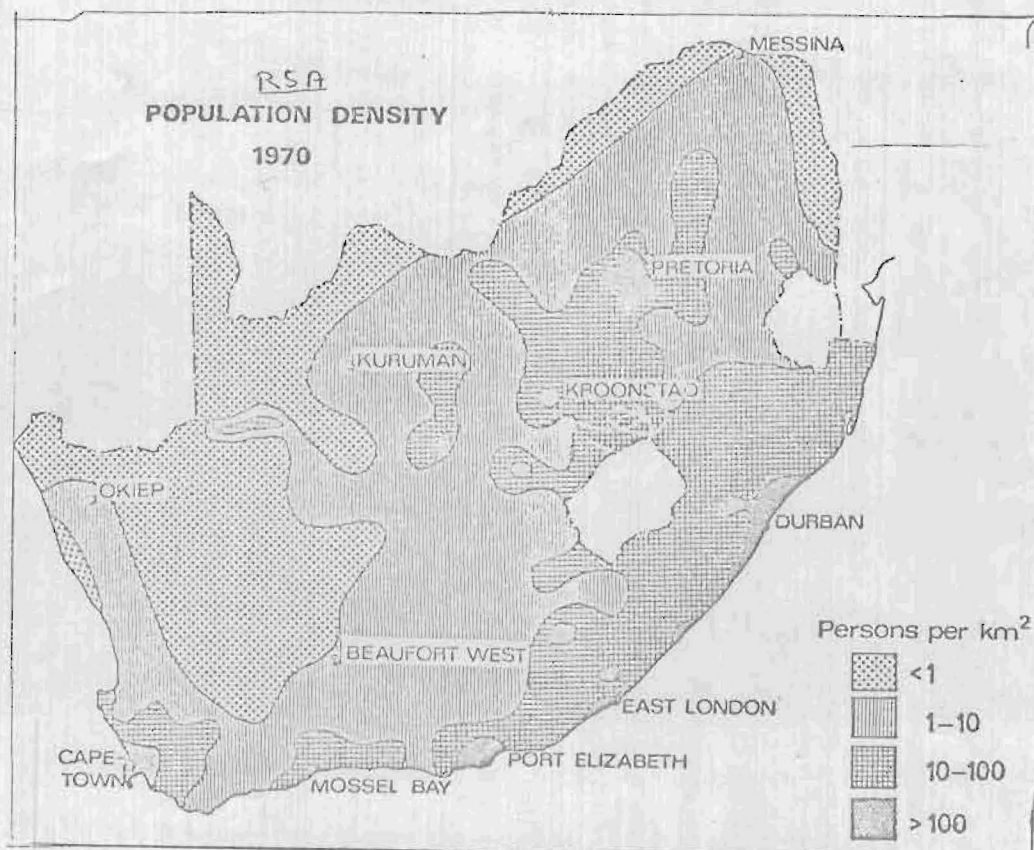 RSA
POPULATION DENSITY
1970
MESSINA
PRETORIA
KURUMAN
KROONSTAD
OKIEP
DURBAN
BEAUFORT WEST
EAST LONDON
CAPE
TOWN
MOSSEL BAY
PORT ELIZABETH
Persons per km²
<1
1–10
10–100
>100